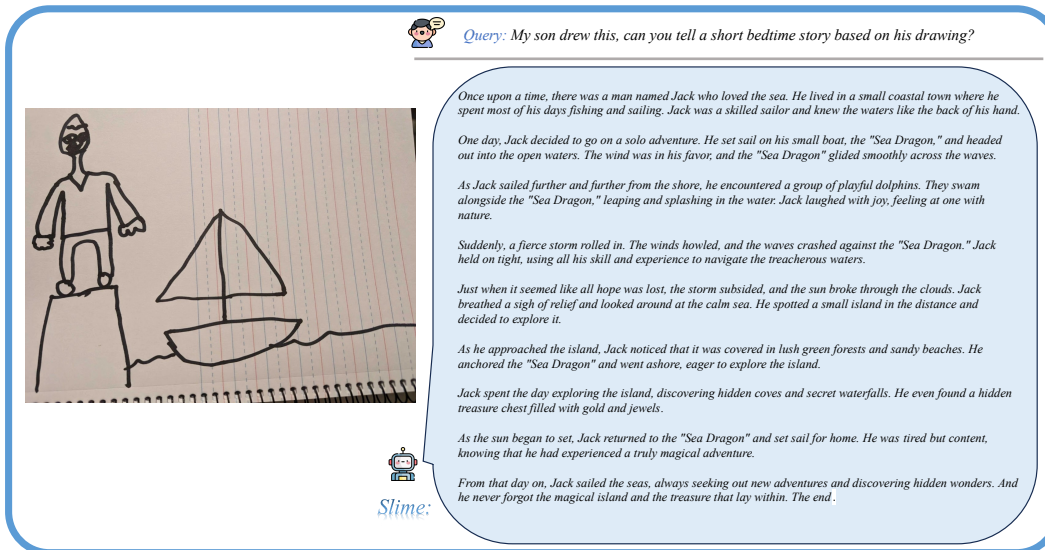 Query: My son drew this, can you tell a short bedtime story based on his drawing?
Once upon a time, there was a man named Jack who loved the sea. He lived in a small coastal town where he
spent most of his days fishing and sailing. Jack was a skilled sailor and knew the waters like the back of his hand.
One day, Jack decided to go on a solo adventure. He set sail on his small boat, the "Sea Dragon," and headed
out into the open waters. The wind was in his favor, and the "Sea Dragon" glided smoothly across the waves.
As Jack sailed further and further from the shore, he encountered a group of playful dolphins. They swam
alongside the "Sea Dragon," leaping and splashing in the water. Jack laughed with joy, feeling at one with
nature.
Suddenly, a fierce storm rolled in. The winds howled, and the waves crashed against the "Sea Dragon." Jack
held on tight, using all his skill and experience to navigate the treacherous waters.
Just when it seemed like all hope was lost, the storm subsided, and the sun broke through the clouds. Jack
breathed a sigh of relief and looked around at the calm sea. He spotted a small island in the distance and
decided to explore it.
As he approached the island, Jack noticed that it was covered in lush green forests and sandy beaches. He
anchored the "Sea Dragon" and went ashore, eager to explore the island.
Jack spent the day exploring the island, discovering hidden coves and secret waterfalls. He even found a hidden
treasure chest filled with gold and jewels.
As the sun began to set, Jack returned to the "Sea Dragon" and set sail for home. He was tired but content,
knowing that he had experienced a truly magical adventure.
From that day on, Jack sailed the seas, always seeking out new adventures and discovering hidden wonders. And
he never forgot the magical island and the treasure that lay within. The end.
Slime: